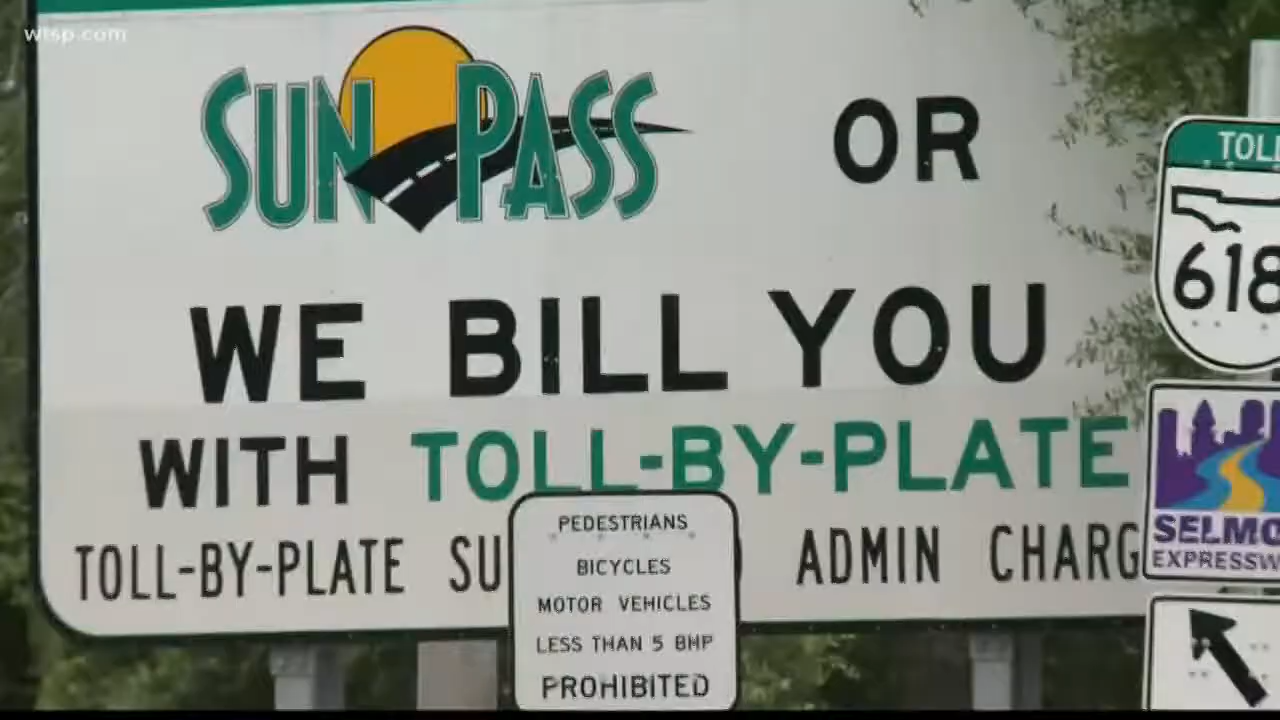 wtsp.com
SUNPASS OR
WE BILL YOU
WITH TOLL-BY-PLATE
TOLL-BY-PLATE SU ADMIN CHARG
PEDESTRIANS
BICYCLES
MOTOR VEHICLES
LESS THAN 5 BHP
PROHIBITED
TOLL
618
SELMO
EXPRESSW